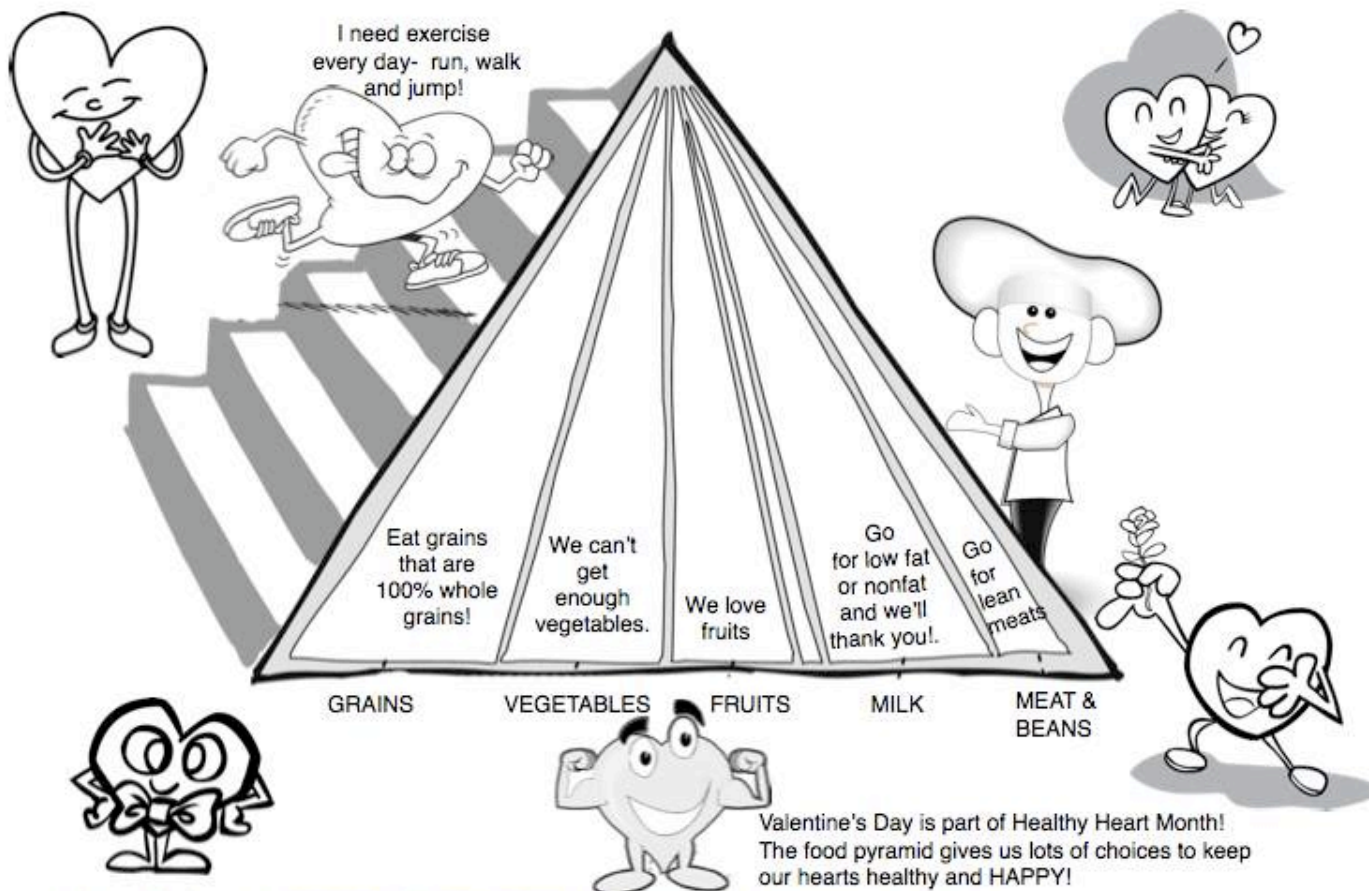 I need exercise
every day- run, walk
and jump!
Eat grains
that are
100% whole
grains!
We can't
get
enough
vegetables.
We love
fruits
Go
for low fat
or nonfat
and we'll
thank you!.
Go
for
lean
meats
GRAINS
VEGETABLES
FRUITS
MILK
MEAT &
BEANS
Valentine's Day is part of Healthy Heart Month!
The food pyramid gives us lots of choices to keep
our hearts healthy and HAPPY!